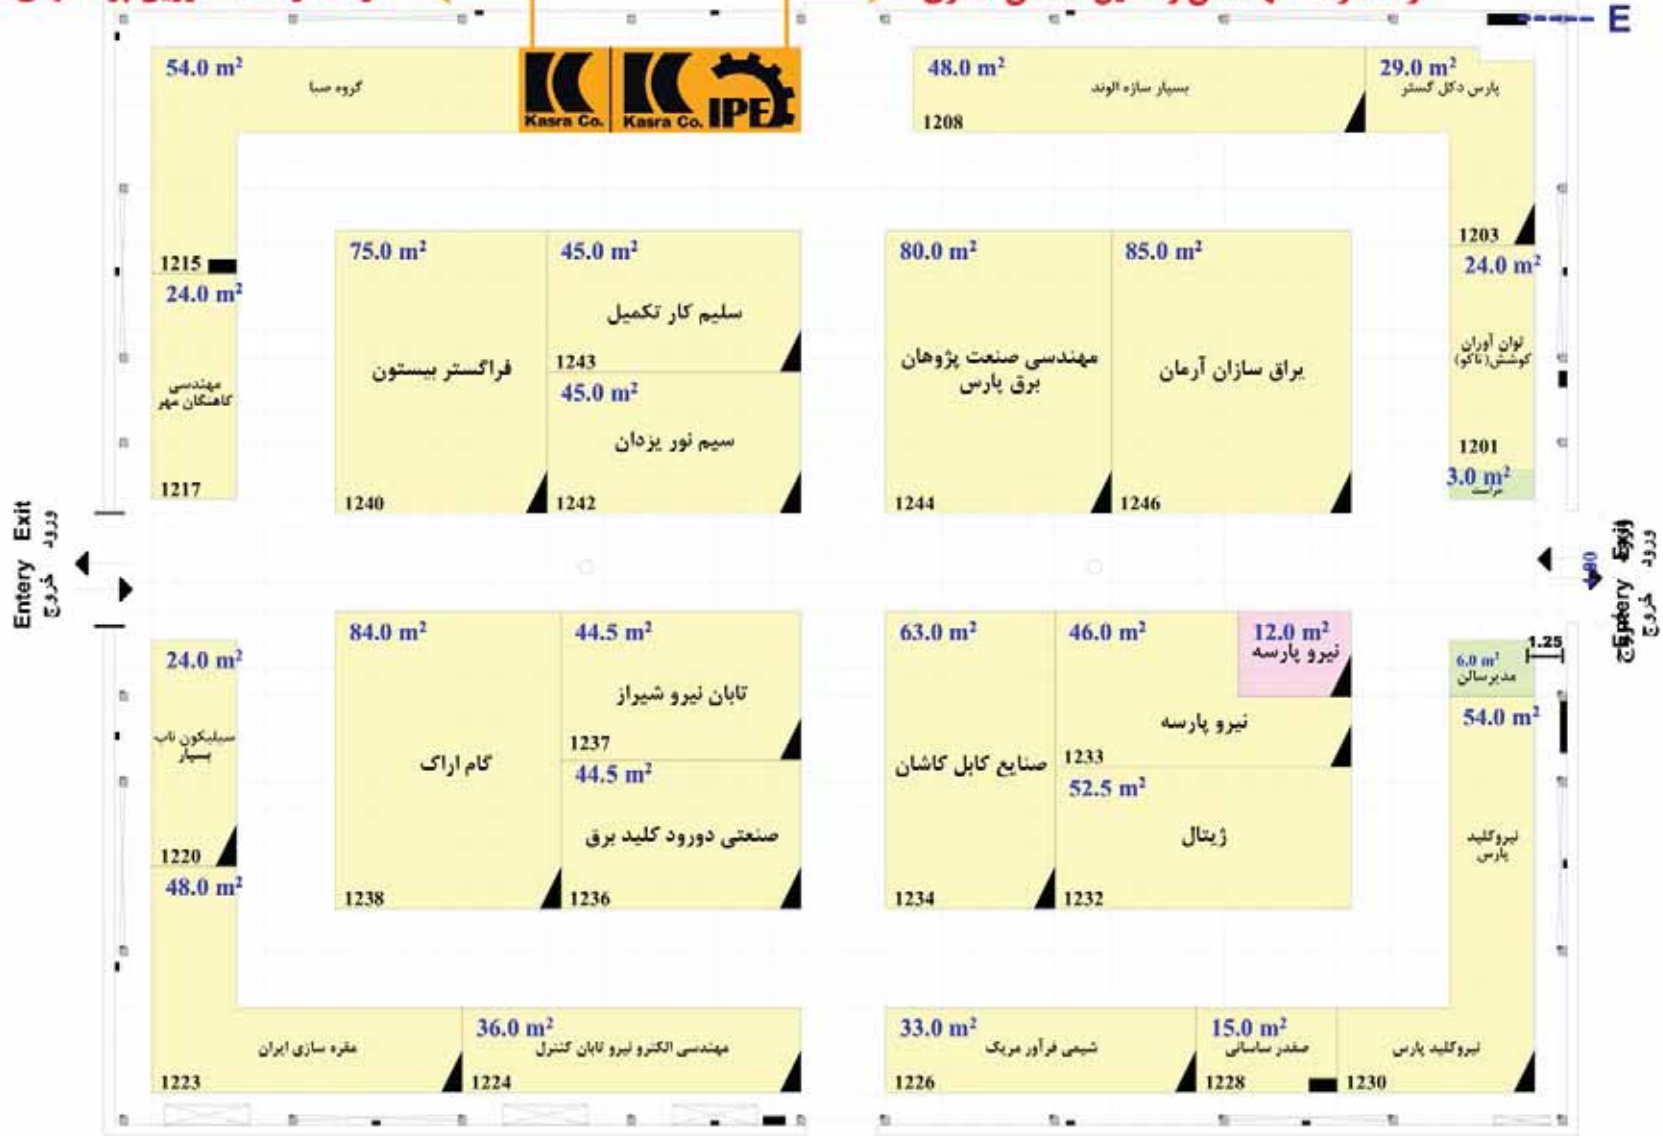 E
54.0 m²
گروه صبا
Kasra Co.
Kasra Co.
IPE
48.0 m²
بسپار سازه الوند
1208
29.0 m²
پارس دکل گستر
1203
1215
24.0 m²
مهندسی
کاهنگان مهر
1217
75.0 m²
فراگستر بیستون
1240
45.0 m²
سلیم کار تکمیل
1243
45.0 m²
سیم نور یزدان
1242
80.0 m²
مهندسی صنعت پژوهان
برق پارس
1244
85.0 m²
یراق سازان آرمان
1246
24.0 m²
توان آوران
کوشش(تاکو)
1201
3.0 m²
حراست
Entery Exit
ورود خروج
Exit
ورود خروج
24.0 m²
سیلیکون تاب
بسپار
1220
48.0 m²
مقره سازی ایران
1223
84.0 m²
گام اراک
1238
44.5 m²
تابان نیرو شیراز
1237
44.5 m²
صنعتی دورود کلید برق
1236
63.0 m²
صنایع کابل کاشان
1234
46.0 m²
نیرو پارسه
1233
12.0 m²
نیرو پارسه
52.5 m²
ژیتال
1232
6.0 m²
مدیرسالن
1.25
54.0 m²
نیروکلید
پارس
36.0 m²
مهندسی الکترو نیرو تابان کنترل
1224
33.0 m²
شیمی فرآور مریک
1226
15.0 m²
صفدر ساسانی
1228
نیروکلید پارس
1230